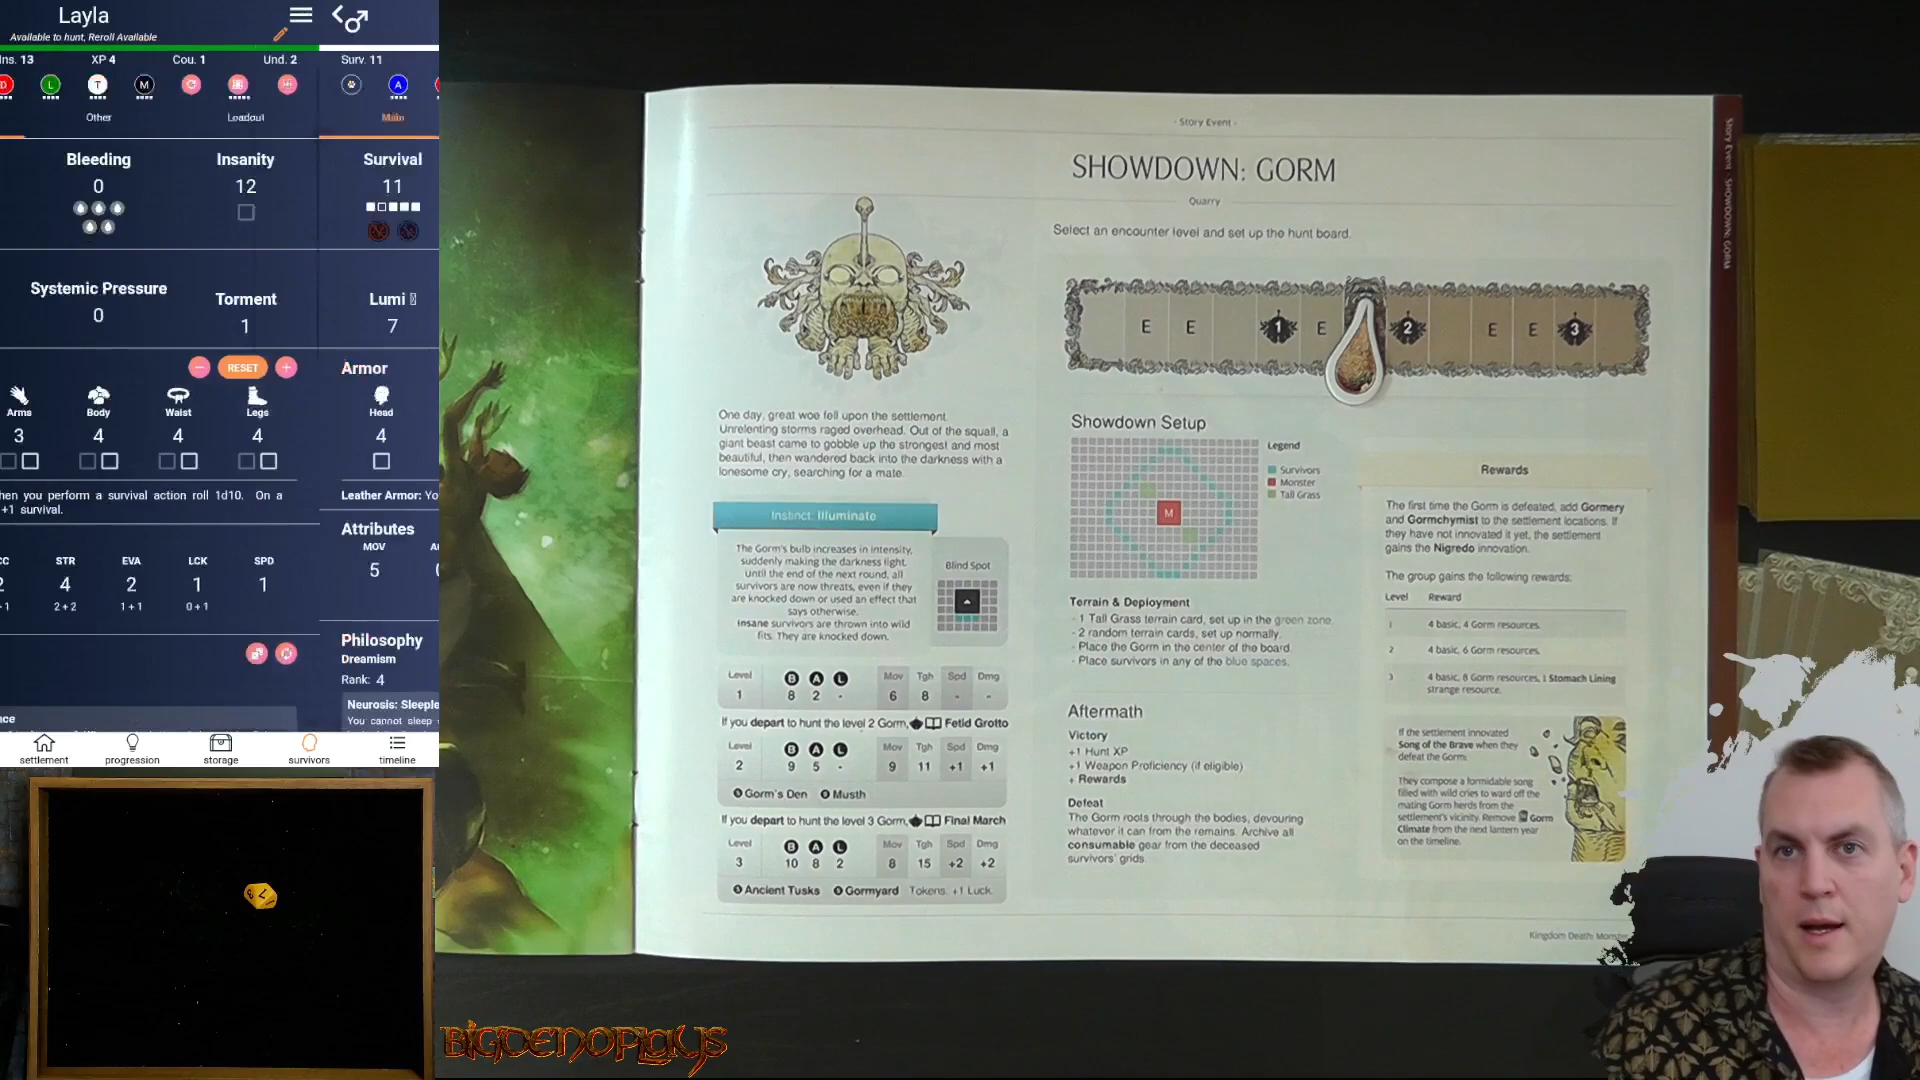 Layla
Available to hunt, Reroll Available
Ins. 13
XP 4
Cou. 1
Und. 2
Surv. 11
D
L
T
M
A
Other
Loadout
Main
Bleeding
Insanity
Survival
0
12
11
Systemic Pressure
Torment
Lumi
0
1
7
RESET
Armor
Arms
Body
Waist
Legs
Head
3
4
4
4
4
hen you perform a survival action roll 1d10. On a
+1 survival.
Leather Armor: Yo
Attributes
CC
STR
EVA
LCK
SPD
MOV
2
4
2
1
1
5
+ 1
2 + 2
1 + 1
0 + 1
Philosophy
Dreamism
Rank: 4
Neurosis: Sleeple
You cannot sleep
nce
settlement
progression
storage
survivors
timeline
- Story Event -
SHOWDOWN: GORM
Quarry
Select an encounter level and set up the hunt board.
E
E
1
E
2
E
E
3
One day, great woe fell upon the settlement.
Unrelenting storms raged overhead. Out of the squall, a
giant beast came to gobble up the strongest and most
beautiful, then wandered back into the darkness with a
lonesome cry, searching for a mate.
Instinct: Illuminate
The Gorm's bulb increases in intensity,
suddenly making the darkness light.
Until the end of the next round, all
survivors are now threats, even if they
are knocked down or used an effect that
says otherwise.
Insane survivors are thrown into wild
fits. They are knocked down.
Blind Spot
Level
B A L
Mov Tgh Spd Dmg
1
8 2 -
6 8 - -
If you depart to hunt the level 2 Gorm, Fetid Grotto
Level
B A L
Mov Tgh Spd Dmg
2
9 5 -
9 11 +1 +1
Gorm's Den
Musth
If you depart to hunt the level 3 Gorm, Final March
Level
B A L
Mov Tgh Spd Dmg
3
10 8 2
8 15 +2 +2
Ancient Tusks
Gormyard
Tokens: +1 Luck.
Showdown Setup
M
Legend
Survivors
Monster
Tall Grass
Terrain & Deployment
- 1 Tall Grass terrain card, set up in the green zone.
- 2 random terrain cards, set up normally.
- Place the Gorm in the center of the board.
- Place survivors in any of the blue spaces.
Aftermath
Victory
+1 Hunt XP
+1 Weapon Proficiency (if eligible)
+ Rewards
Defeat
The Gorm roots through the bodies, devouring
whatever it can from the remains. Archive all
consumable gear from the deceased
survivors' grids.
Rewards
The first time the Gorm is defeated, add Gormery
and Gormchymist to the settlement locations. If
they have not innovated it yet, the settlement
gains the Nigredo innovation.
The group gains the following rewards:
Level
Reward
1
4 basic, 4 Gorm resources.
2
4 basic, 6 Gorm resources.
3
4 basic, 8 Gorm resources, 1 Stomach Lining
strange resource.
If the settlement innovated
Song of the Brave when they
defeat the Gorm:
They compose a formidable song
filled with wild cries to ward off the
mating Gorm herds from the
settlement's vicinity. Remove Gorm
Climate from the next lantern year
on the timeline.
Kingdom Death: Monste
Story Event - SHOWDOWN: GORM
BIGDENOPLAYS